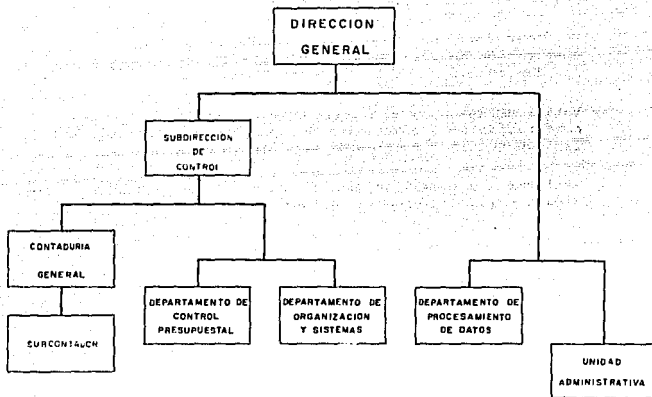 DIRECCION
GENERAL
SUBDIRECCION
DE
CONTROL
CONTADURIA
GENERAL
DEPARTAMENTO DE
CONTROL
PRESUPUESTAL
DEPARTAMENTO DE
ORGANIZACION
Y SISTEMAS
DEPARTAMENTO DE
PROCESAMIENTO
DE DATOS
UNIDAD
ADMINISTRATIVA